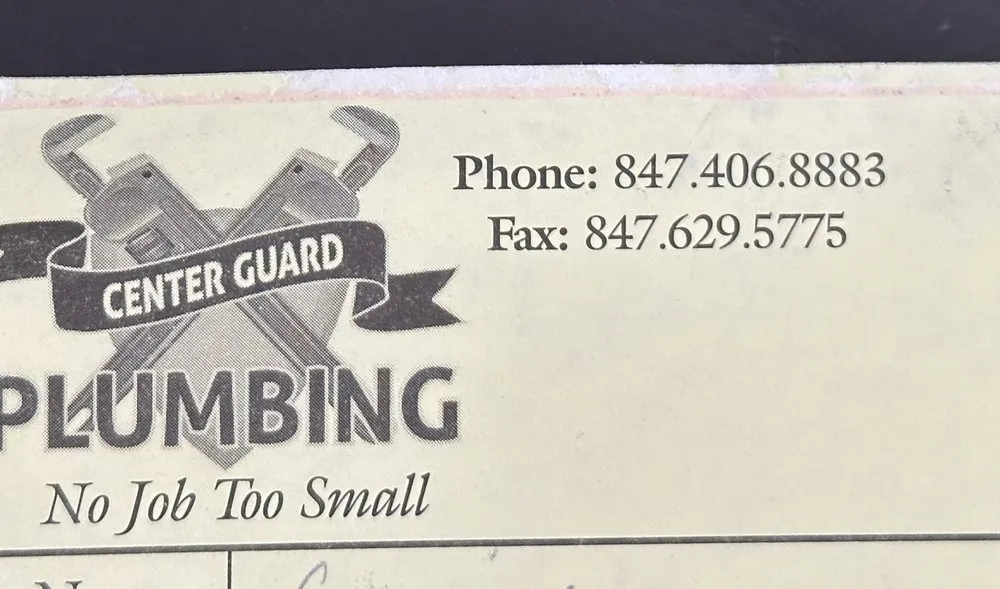 CENTER GUARD
PLUMBING
No Job Too Small
Phone: 847.406.8883
Fax: 847.629.5775